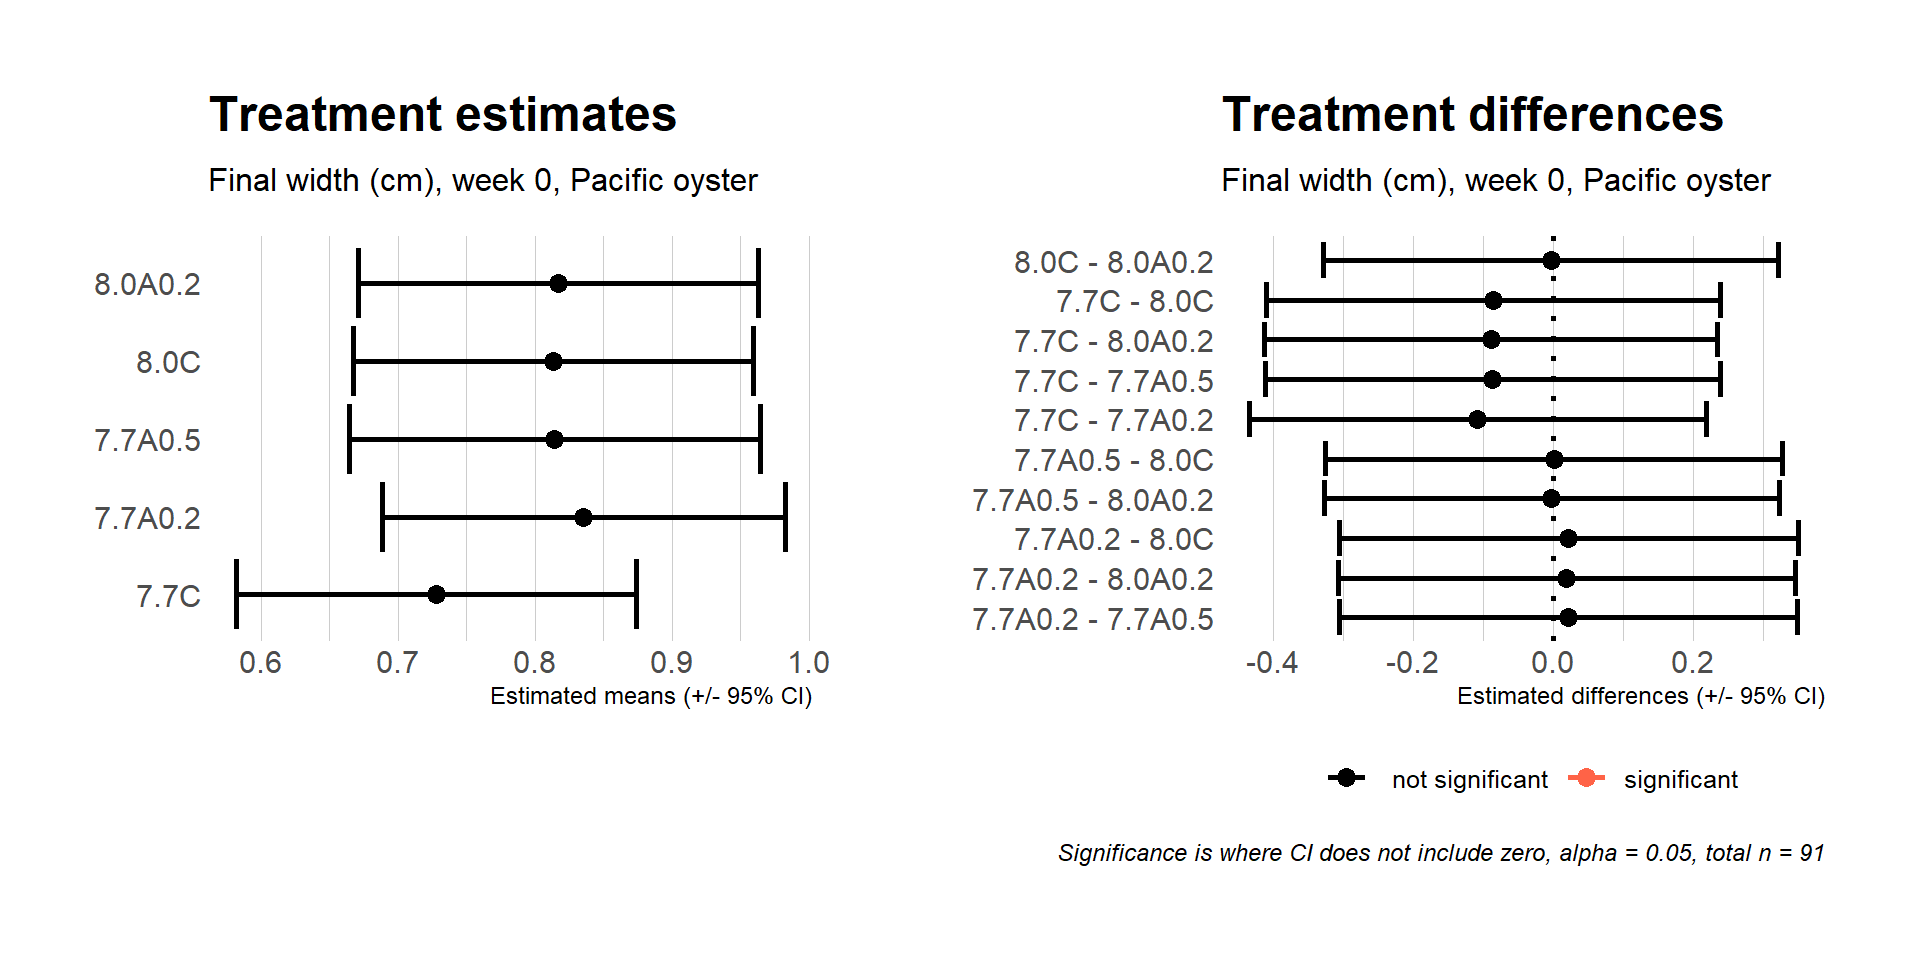 Treatment estimates
Final width (cm), week 0, Pacific oyster
8.0A0.2
8.0C
7.7A0.5
7.7A0.2
7.7C
0.6 0.7 0.8 0.9 1.0
Estimated means (+/- 95% CI)
Treatment differences
Final width (cm), week 0, Pacific oyster
8.0C - 8.0A0.2
7.7C - 8.0C
7.7C - 8.0A0.2
7.7C - 7.7A0.5
7.7C - 7.7A0.2
7.7A0.5 - 8.0C
7.7A0.5 - 8.0A0.2
7.7A0.2 - 8.0C
7.7A0.2 - 8.0A0.2
7.7A0.2 - 7.7A0.5
-0.4 -0.2 0.0 0.2
Estimated differences (+/- 95% CI)
not significant significant
Significance is where CI does not include zero, alpha = 0.05, total n = 91